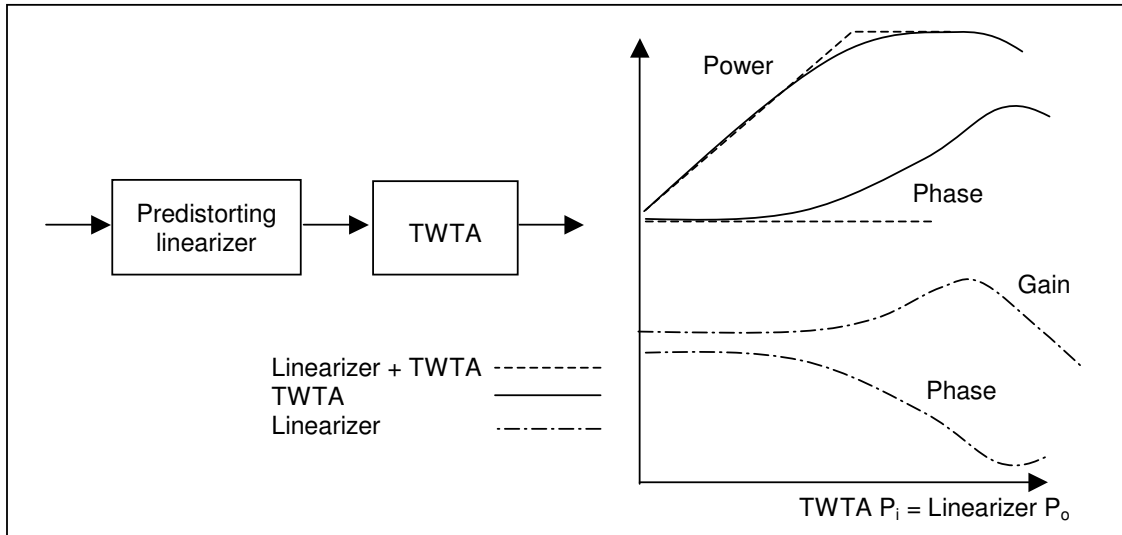 Power
Predistorting
linearizer
TWTA
Phase
Gain
Linearizer + TWTA
TWTA
Linearizer
Phase
TWTA Pi = Linearizer Po